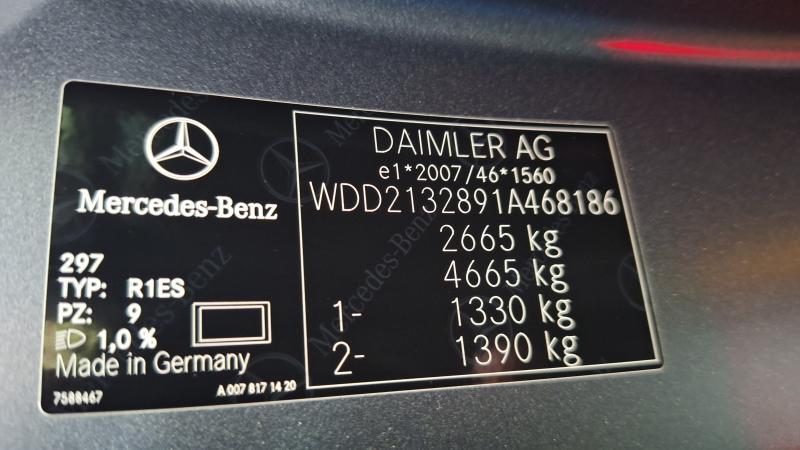 Mercedes-Benz
297
TYP: R1ES
PZ: 9
1,0 %
Made in Germany
7588467
A 007 817 14 20
DAIMLER AG
e1*2007/46*1560
WDD2132891A468186
2665 kg
4665 kg
1- 1330 kg
2- 1390 kg